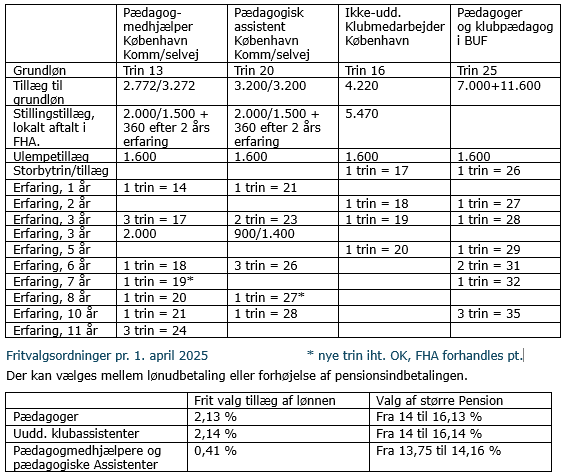 Pædagog-medhjælper København Komm/selvej | Pædagogisk assistent København Komm/selvej | Ikke-udd. Klubmedarbejder København | Pædagoger og klubpædagog i BUF
Grundløn | Trin 13 | Trin 20 | Trin 16 | Trin 25
Tillæg til grundløn | 2.772/3.272 | 3.200/3.200 | 4.220 | 7.000+11.600
Stillingstillæg, lokalt aftalt i FHA. | 2.000/1.500 + 360 efter 2 års erfaring | 2.000/1.500 + 360 efter 2 års erfaring | 5.470
Ulempetillæg | 1.600 | 1.600 | 1.600 | 1.600
Storbytrin/tillæg | 1 trin = 17 | 1 trin = 26
Erfaring, 1 år | 1 trin = 14 | 1 trin = 21
Erfaring, 2 år | 1 trin = 18 | 1 trin = 27
Erfaring, 3 år | 3 trin = 17 | 2 trin = 23 | 1 trin = 19 | 1 trin = 28
Erfaring, 3 år | 2.000 | 900/1.400
Erfaring, 5 år | 1 trin = 20 | 1 trin = 29
Erfaring, 6 år | 1 trin = 18 | 3 trin = 26 | 2 trin = 31
Erfaring, 7 år | 1 trin = 19* | 1 trin = 32
Erfaring, 8 år | 1 trin = 20 | 1 trin = 27*
Erfaring, 10 år | 1 trin = 21 | 1 trin = 28 | 3 trin = 35
Erfaring, 11 år | 3 trin = 24
Fritvalgsordninger pr. 1. april 2025 * nye trin iht. OK, FHA forhandles pt.
Der kan vælges mellem lønudbetaling eller forhøjelse af pensionsindbetalingen.
Frit valg tillæg af lønnen | Valg af større Pension
Pædagoger | 2,13 % | Fra 14 til 16,13 %
Uudd. klubassistenter | 2,14 % | Fra 14 til 16,14 %
Pædagogmedhjælpere og pædagogiske Assistenter | 0,41 % | Fra 13,75 til 14,16 %